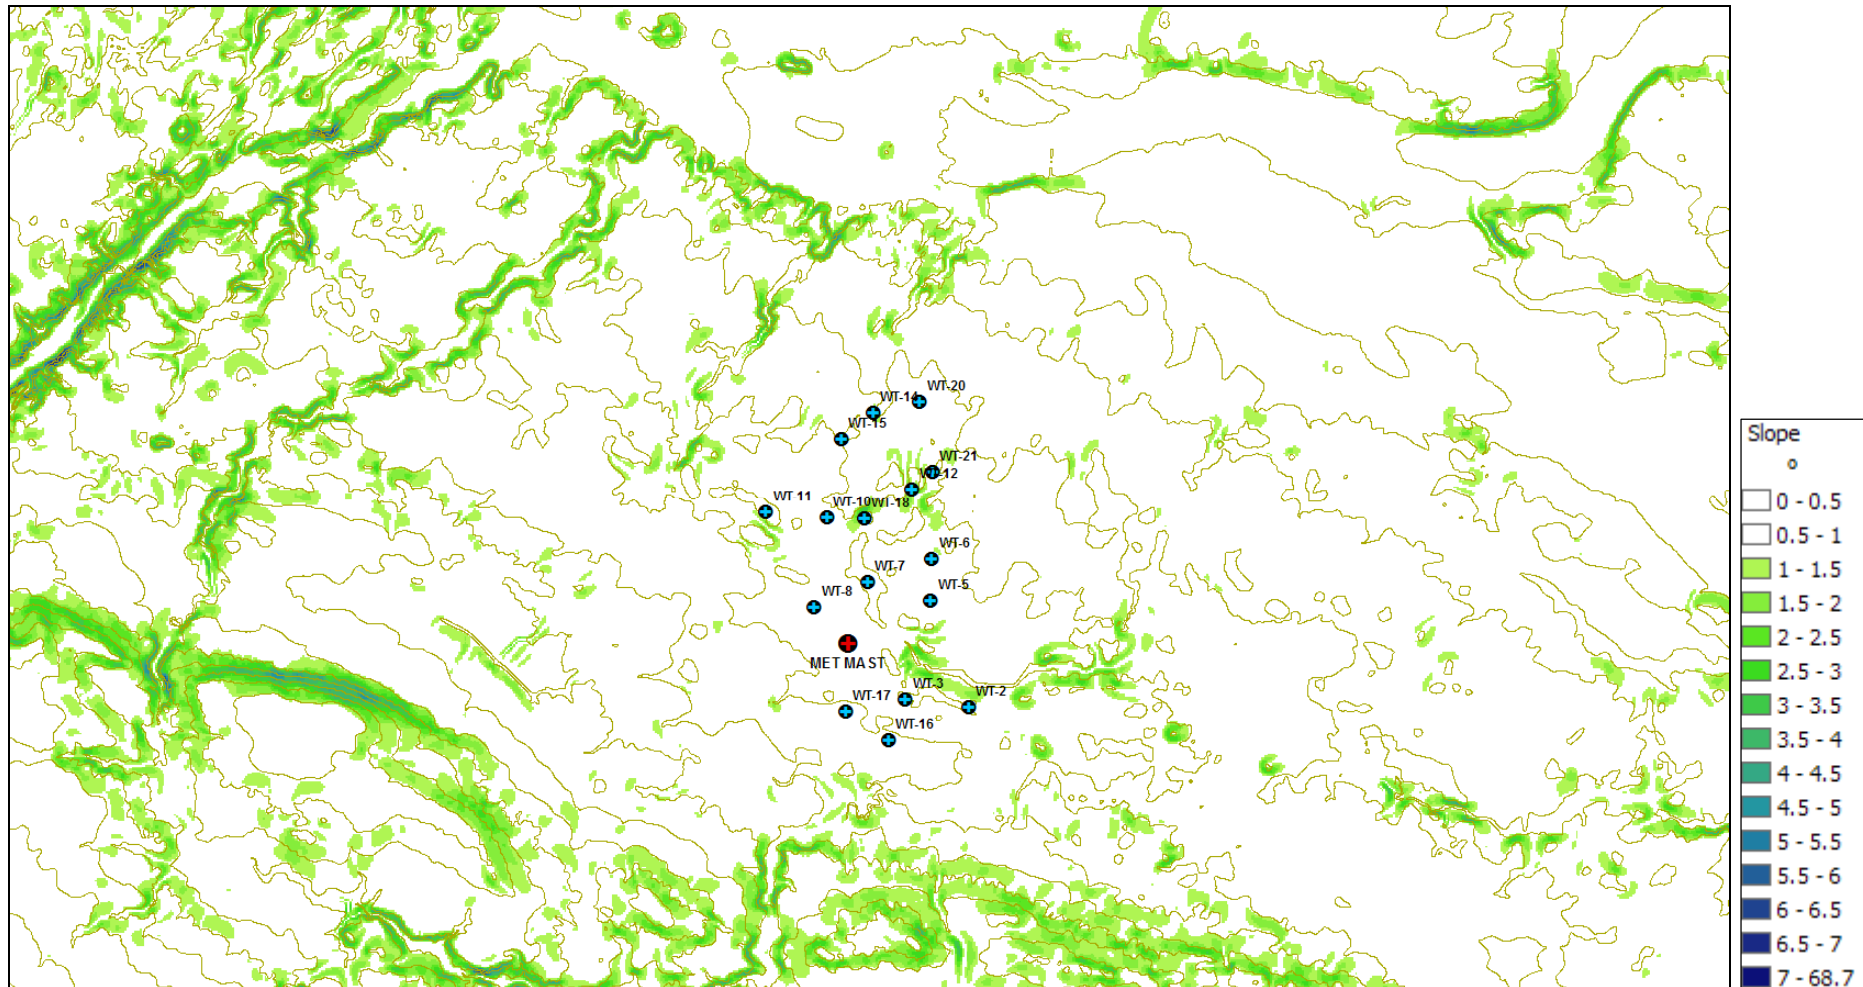 WT-20
WT-14
WT-15
WT-21
WT-12
WT 11
WT-10
WT-18
WT-6
WT-7
WT-5
WT-8
MET MAST
WT-3
WT-17
WT-2
WT-16
Slope
°
0 - 0.5
0.5 - 1
1 - 1.5
1.5 - 2
2 - 2.5
2.5 - 3
3 - 3.5
3.5 - 4
4 - 4.5
4.5 - 5
5 - 5.5
5.5 - 6
6 - 6.5
6.5 - 7
7 - 68.7